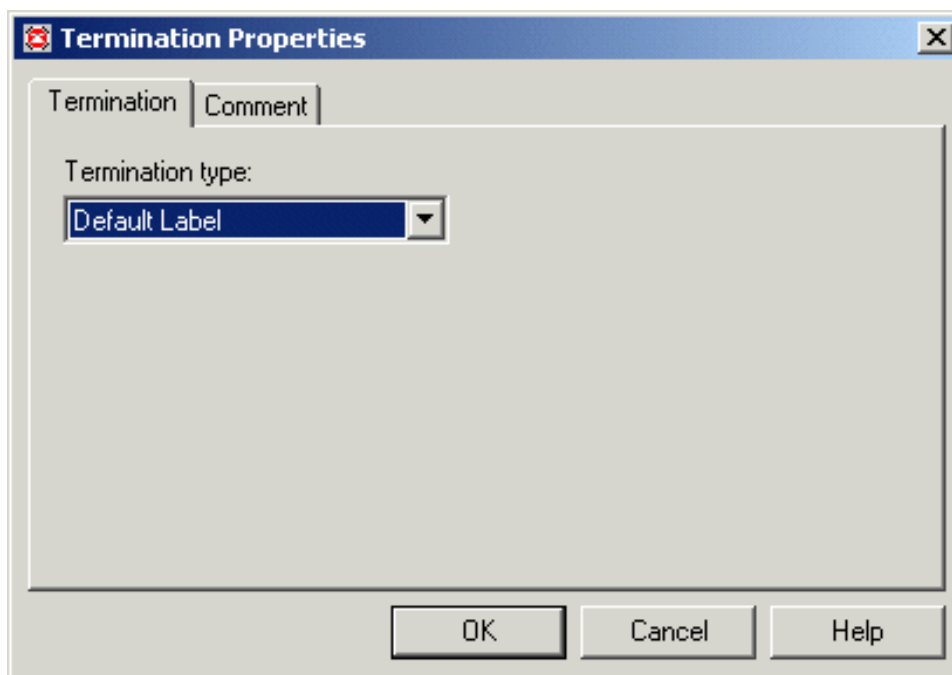 Termination Properties
Termination Comment
Termination type:
Default Label
OK Cancel Help